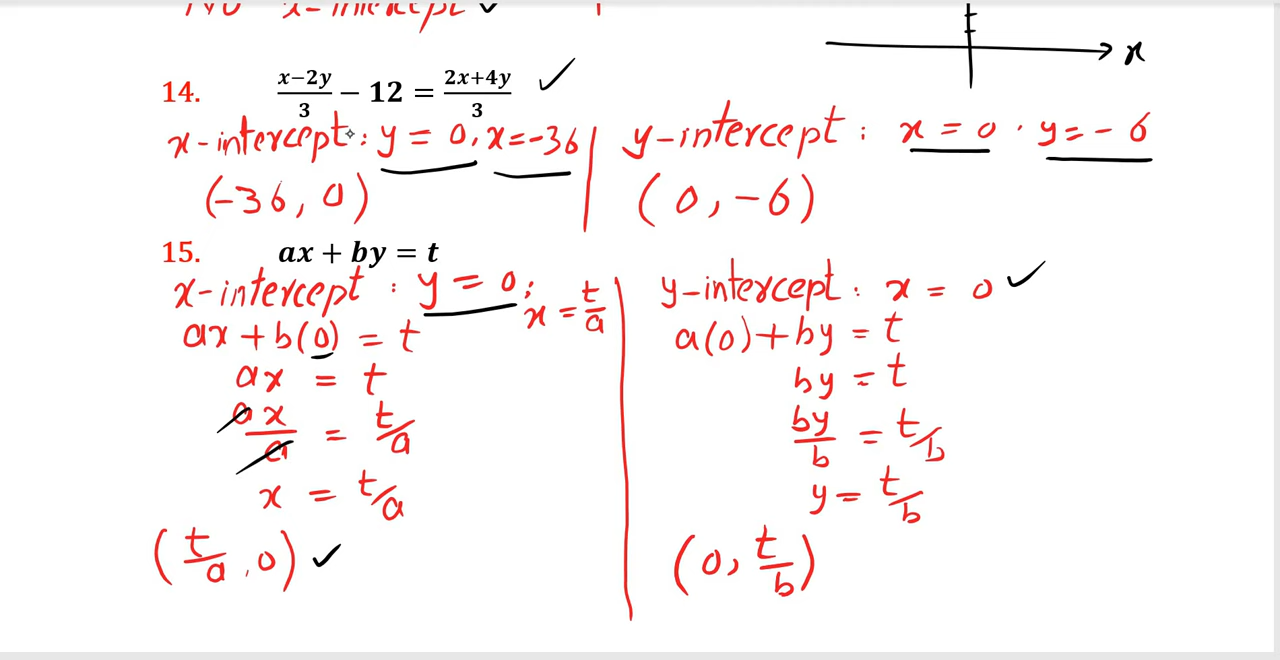 No x-intercept ✓
x
14. (x−2y)/3 − 12 = (2x+4y)/3 ✓
x-intercept: y = 0, x = -36
(-36, 0)
y-intercept: x = 0. y = - 6
(0, -6)
15. ax + by = t
x-intercept : y = 0; x = t/a
ax + b(0) = t
ax = t
ax/a = t/a
x = t/a
(t/a, 0) ✓
y-intercept: x = 0 ✓
a(0) + by = t
by = t
by/b = t/b
y = t/b
(0, t/b)